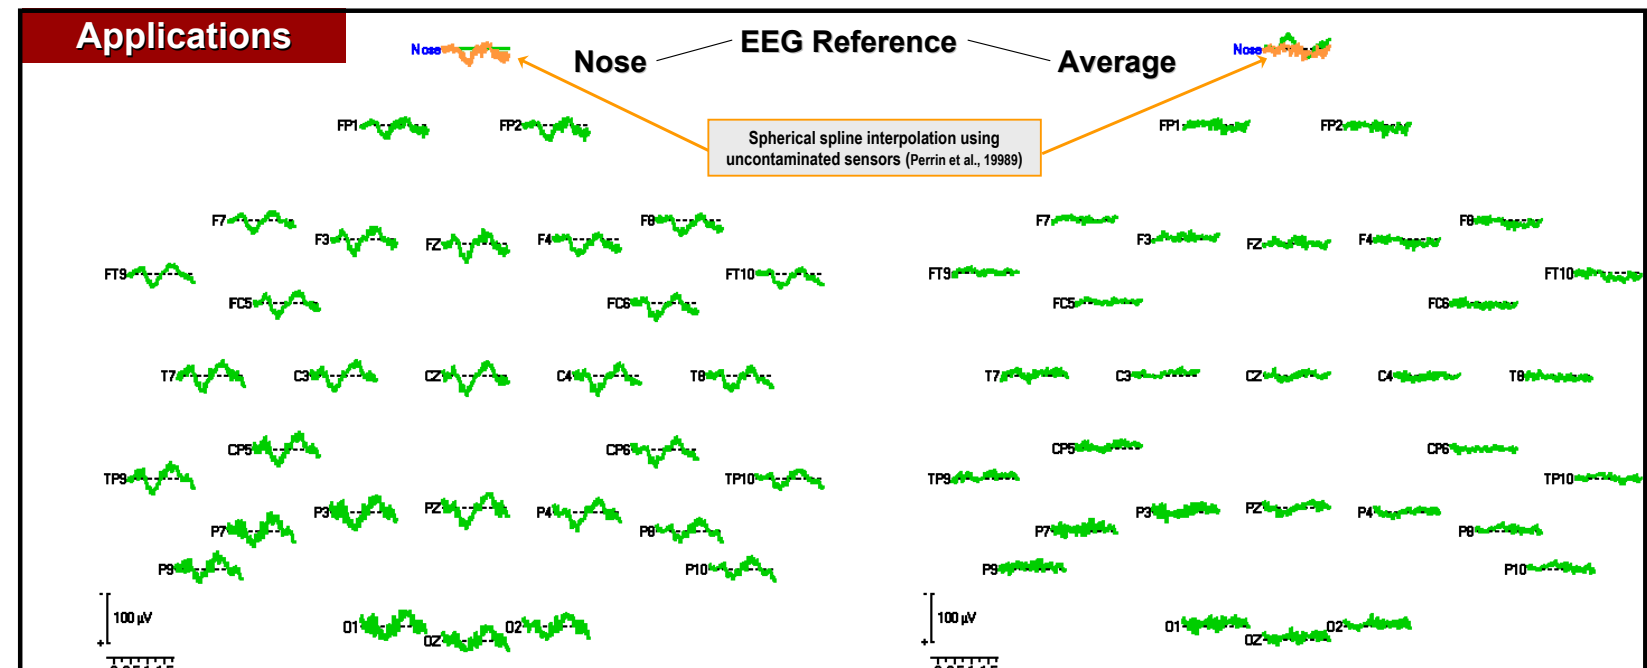 Applications
EEG Reference
Nose
Average
Nose
Nose
Spherical spline interpolation using
uncontaminated sensors (Perrin et al., 19989)
FP1
FP2
FP1
FP2
F7
F3
FZ
F4
F8
F7
F3
FZ
F4
F8
FT9
FT10
FT9
FT10
FC5
FC6
FC5
FC6
T7
C3
CZ
C4
T8
T7
C3
CZ
C4
T8
CP5
CP6
CP5
CP6
TP9
TP10
TP9
TP10
P7
P3
PZ
P4
P8
P7
P3
PZ
P4
P8
P9
P10
P9
P10
100 µV
+
100 µV
+
O1
OZ
O2
O1
OZ
O2